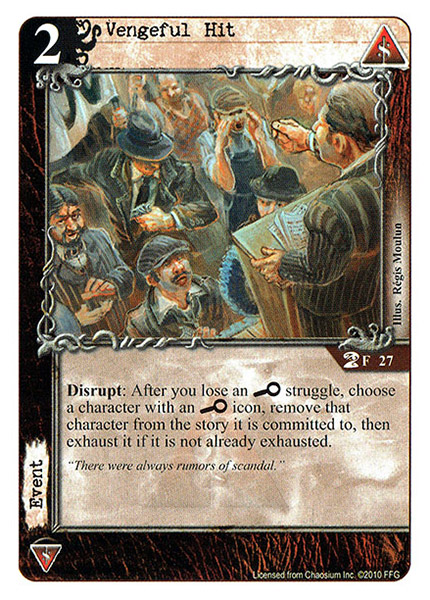 2
Vengeful Hit
Illus. Régis Moulun
F 27
Disrupt: After you lose an struggle, choose
a character with an icon, remove that
character from the story it is committed to, then
exhaust it if it is not already exhausted.
"There were always rumors of scandal."
Event
Licensed from Chaosium Inc. ©2010 FFG